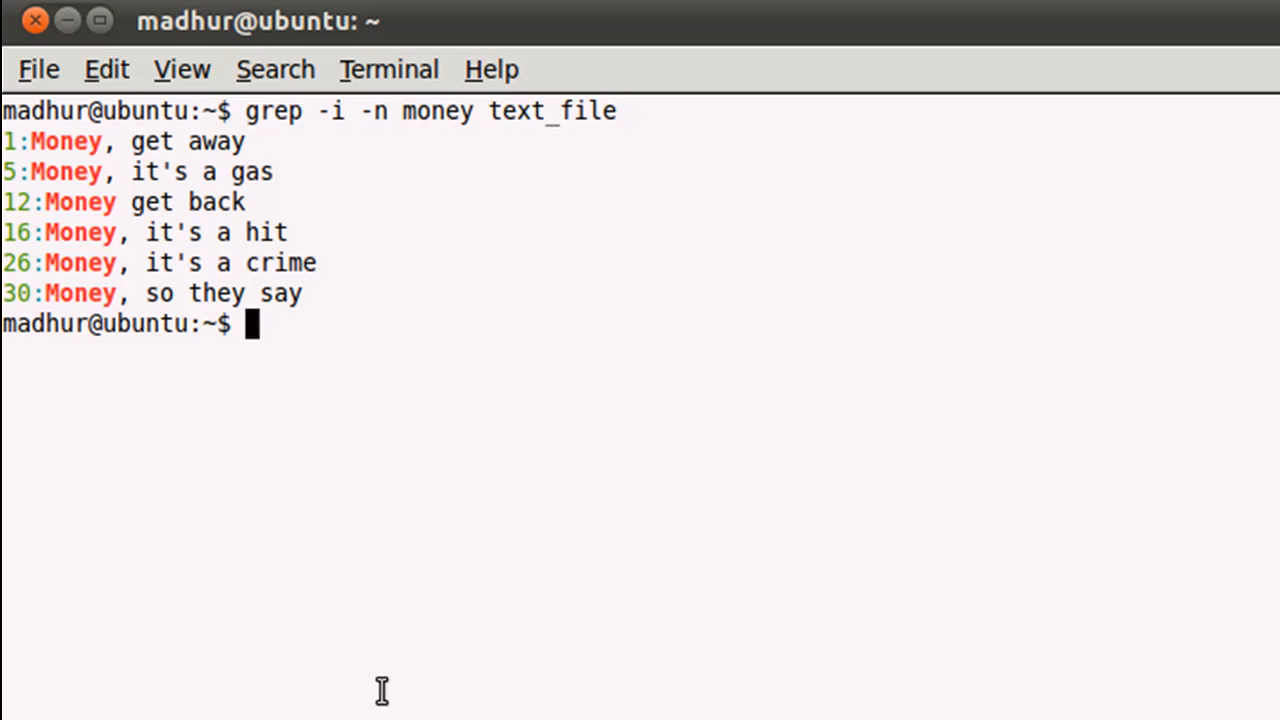 madhur@ubuntu: ~
File Edit View Search Terminal Help
madhur@ubuntu:~$ grep -i -n money text_file
1:Money, get away
5:Money, it's a gas
12:Money get back
16:Money, it's a hit
26:Money, it's a crime
30:Money, so they say
madhur@ubuntu:~$